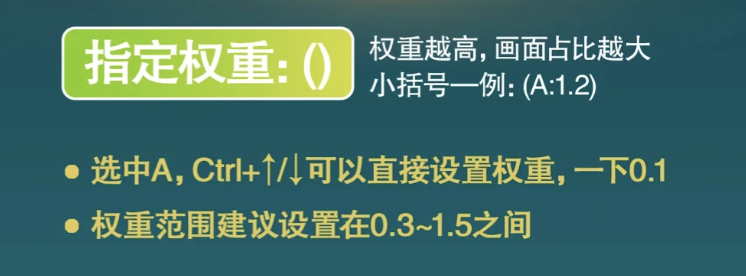 指定权重：()
权重越高，画面占比越大
小括号一例：(A:1.2)
选中A，Ctrl+↑/↓可以直接设置权重，一下0.1
权重范围建议设置在0.3~1.5之间